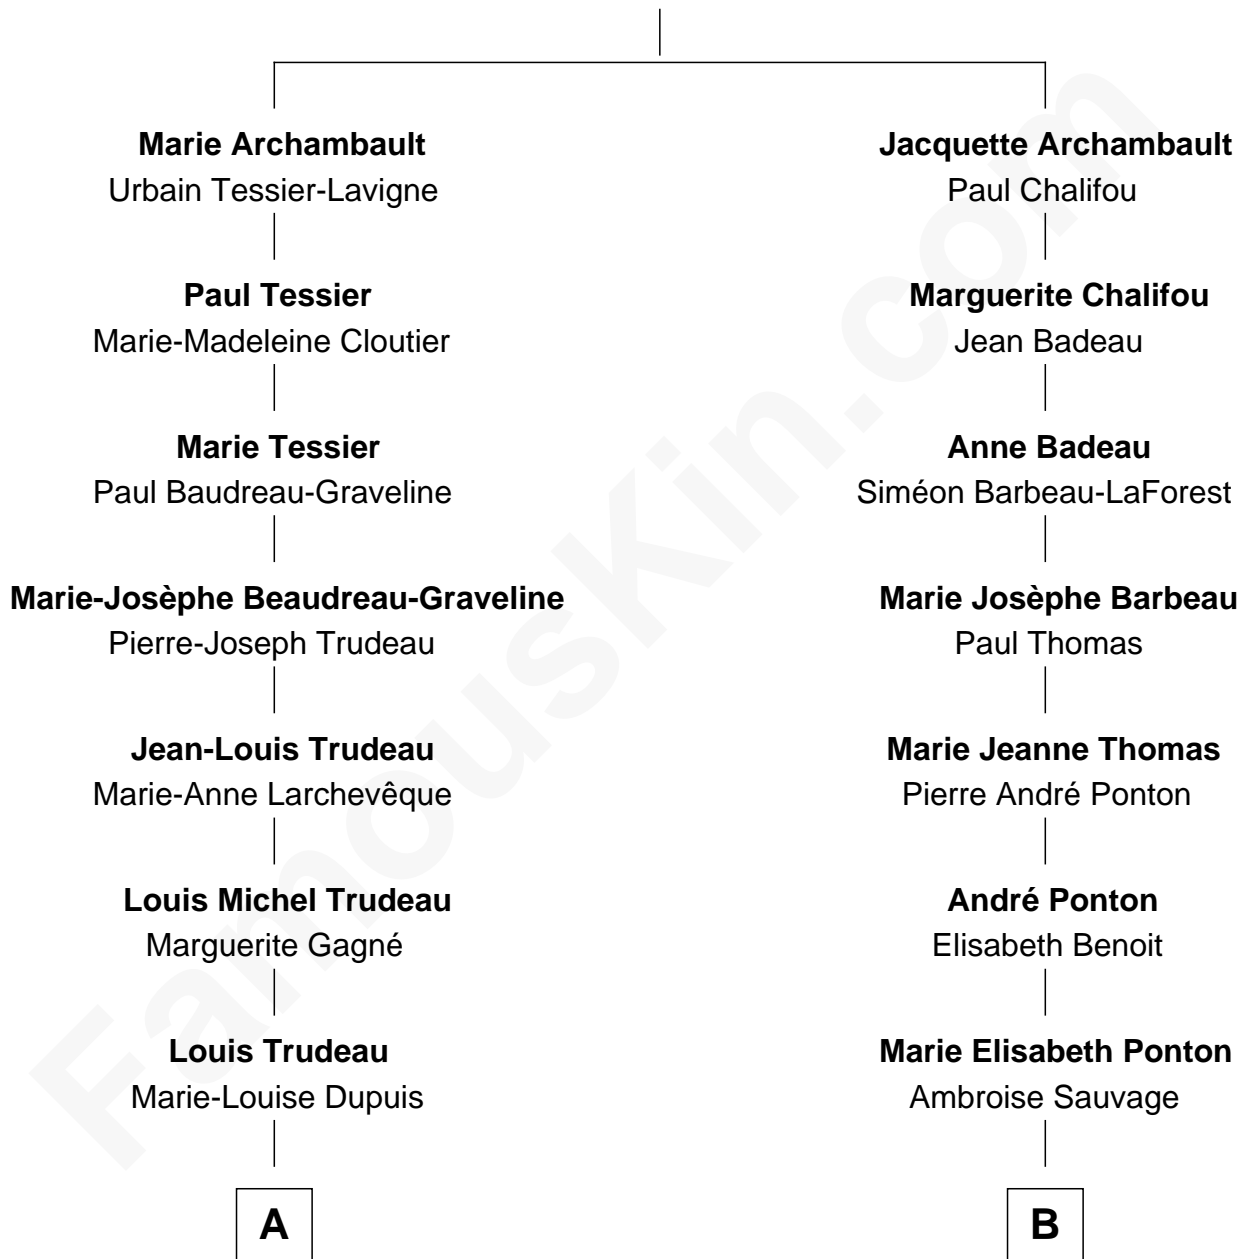 Marie Archambault
Urbain Tessier-Lavigne
Paul Tessier
Marie-Madeleine Cloutier
Marie Tessier
Paul Baudreau-Graveline
Marie-Josèphe Beaudreau-Graveline
Pierre-Joseph Trudeau
Jean-Louis Trudeau
Marie-Anne Larchevêque
Louis Michel Trudeau
Marguerite Gagné
Louis Trudeau
Marie-Louise Dupuis
A
Jacquette Archambault
Paul Chalifou
Marguerite Chalifou
Jean Badeau
Anne Badeau
Siméon Barbeau-LaForest
Marie Josèphe Barbeau
Paul Thomas
Marie Jeanne Thomas
Pierre André Ponton
André Ponton
Elisabeth Benoit
Marie Elisabeth Ponton
Ambroise Sauvage
B
FamousKin.com